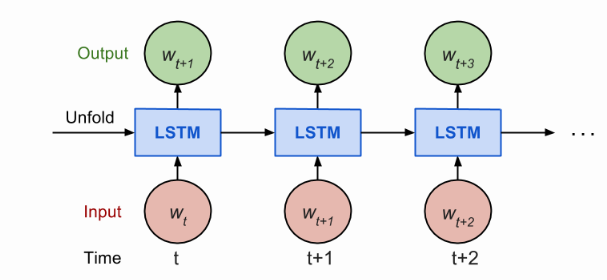 Output w_{t+1} w_{t+2} w_{t+3}
Unfold LSTM LSTM LSTM ...
Input w_t w_{t+1} w_{t+2}
Time t t+1 t+2